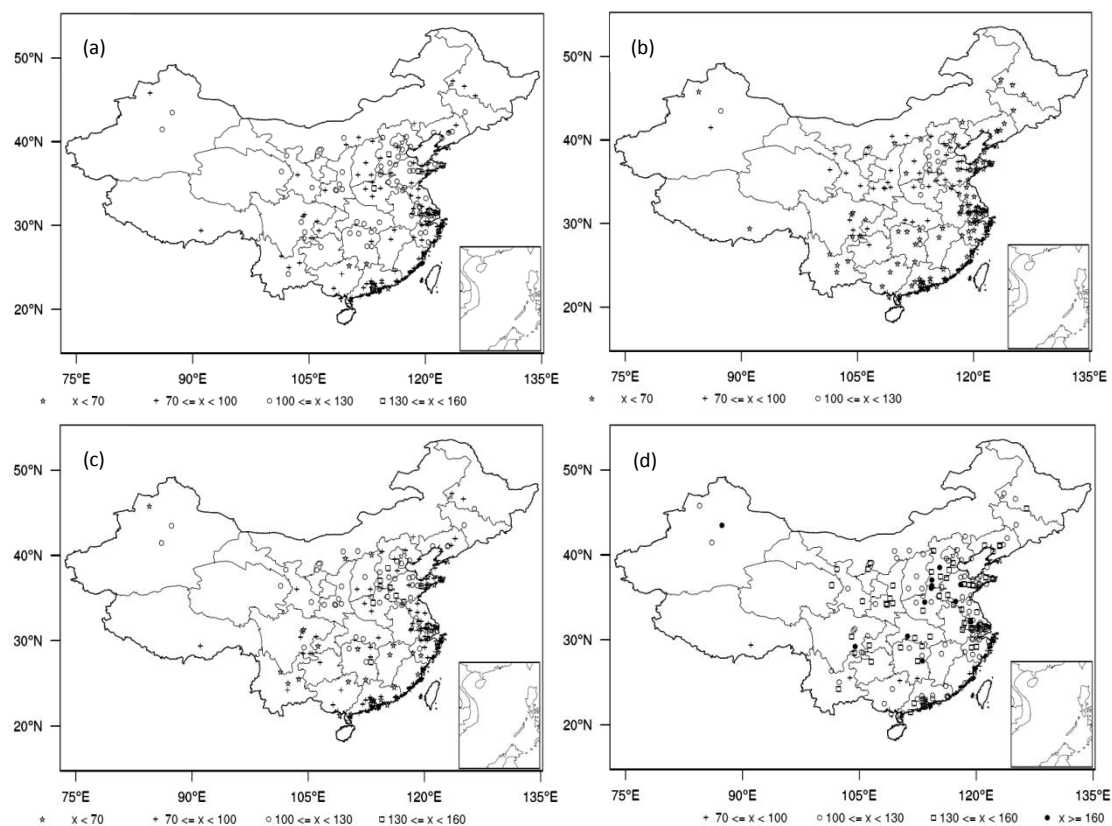 (a)
(b)
50°N
50°N
40°N
40°N
30°N
30°N
20°N
20°N
75°E 90°E 105°E 120°E 135°E
75°E 90°E 105°E 120°E 135°E
x < 70 70 <= x < 100 100 <= x < 130 130 <= x < 160
x < 70 70 <= x < 100 100 <= x < 130
(c)
(d)
50°N
50°N
40°N
40°N
30°N
30°N
20°N
20°N
75°E 90°E 105°E 120°E 135°E
75°E 90°E 105°E 120°E 135°E
x < 70 70 <= x < 100 100 <= x < 130 130 <= x < 160
70 <= x < 100 100 <= x < 130 130 <= x < 160 x >= 160